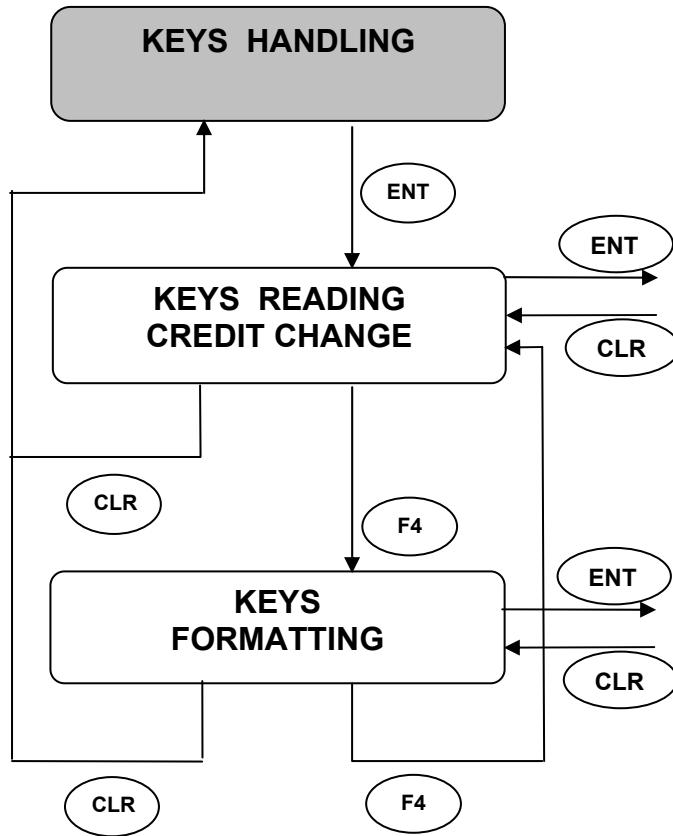 KEYS HANDLING
ENT
ENT
KEYS READING
CREDIT CHANGE
CLR
CLR
F4
ENT
KEYS
FORMATTING
CLR
CLR
F4